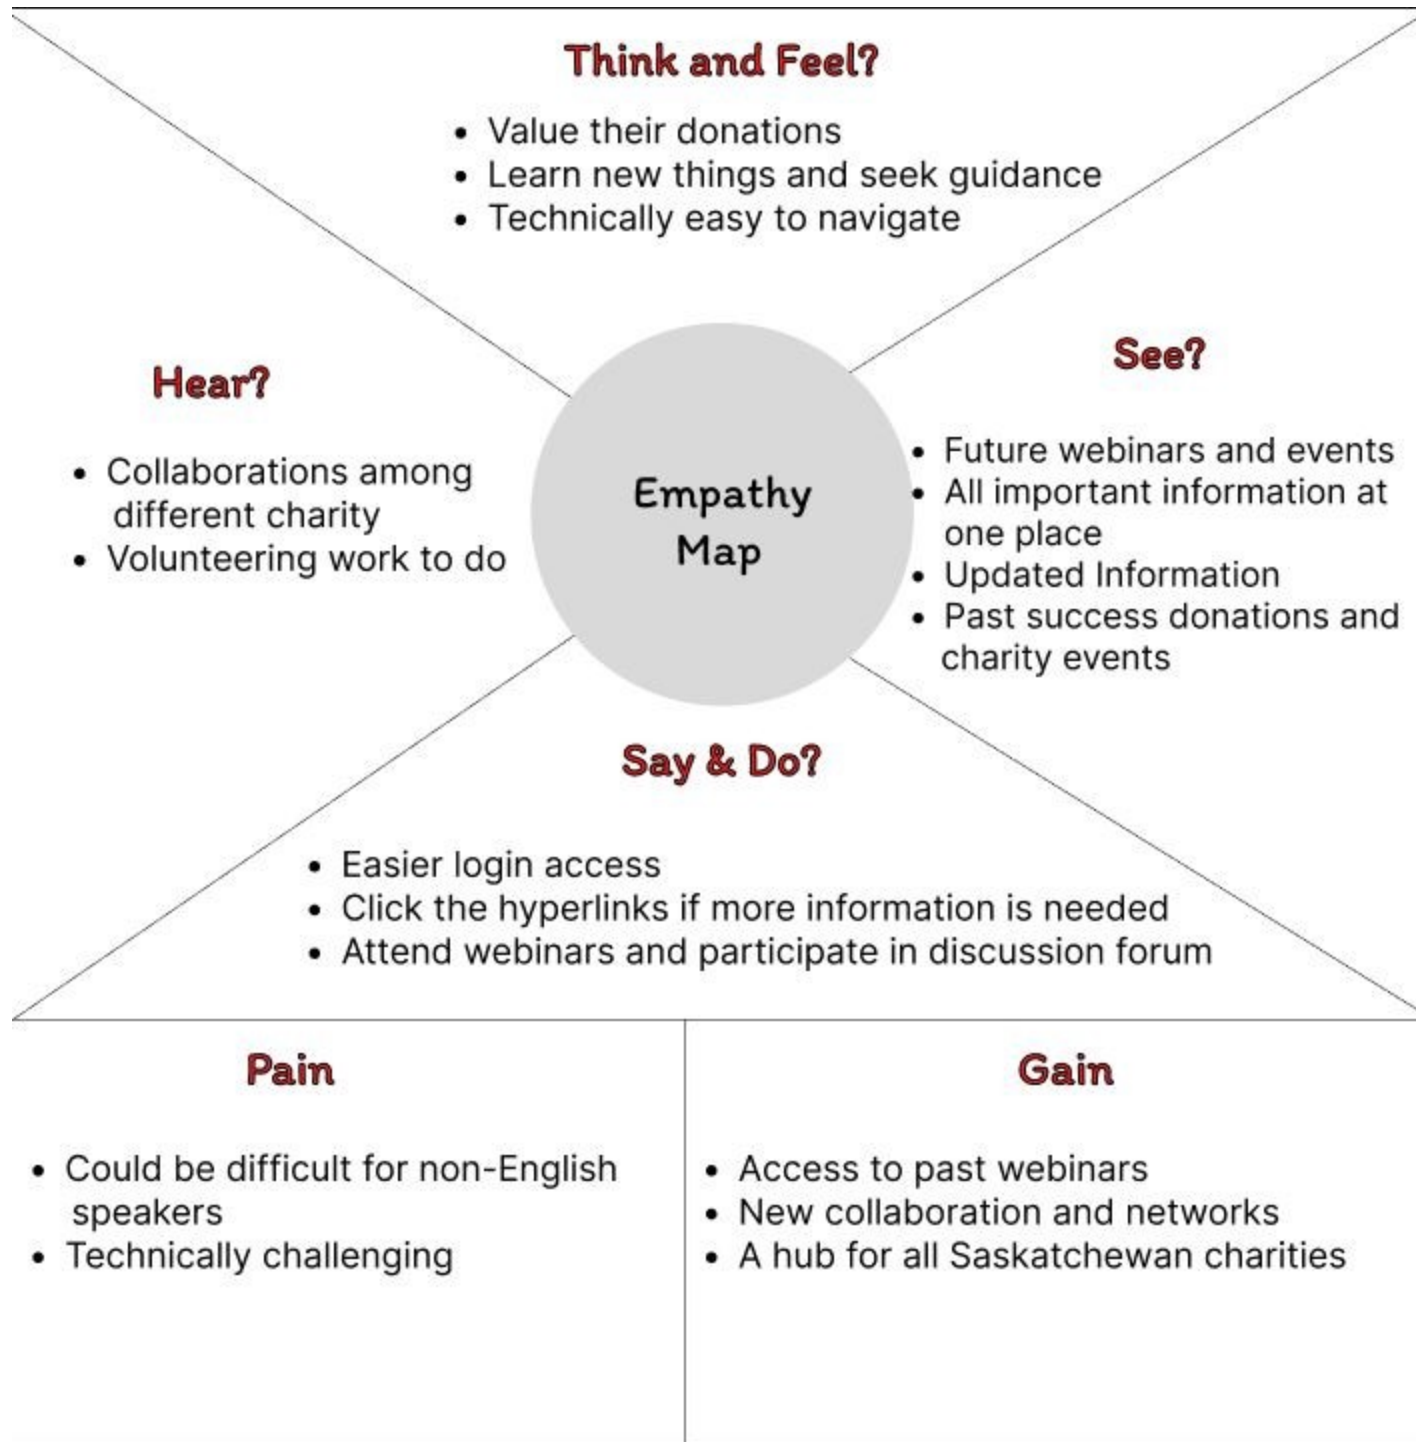 Think and Feel?
• Value their donations
• Learn new things and seek guidance
• Technically easy to navigate
Hear?
• Collaborations among
different charity
• Volunteering work to do
Empathy
Map
See?
• Future webinars and events
• All important information at
one place
• Updated Information
• Past success donations and
charity events
Say & Do?
• Easier login access
• Click the hyperlinks if more information is needed
• Attend webinars and participate in discussion forum
Pain
• Could be difficult for non-English
speakers
• Technically challenging
Gain
• Access to past webinars
• New collaboration and networks
• A hub for all Saskatchewan charities